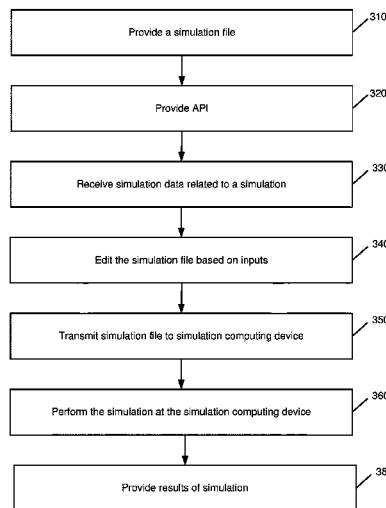 310
Provide a simulation file
320
Provide API
330
Receive simulation data related to a simulation
340
Edit the simulation file based on inputs
350
Transmit simulation file to simulation computing device
360
Perform the simulation at the simulation computing device
Provide results of simulation